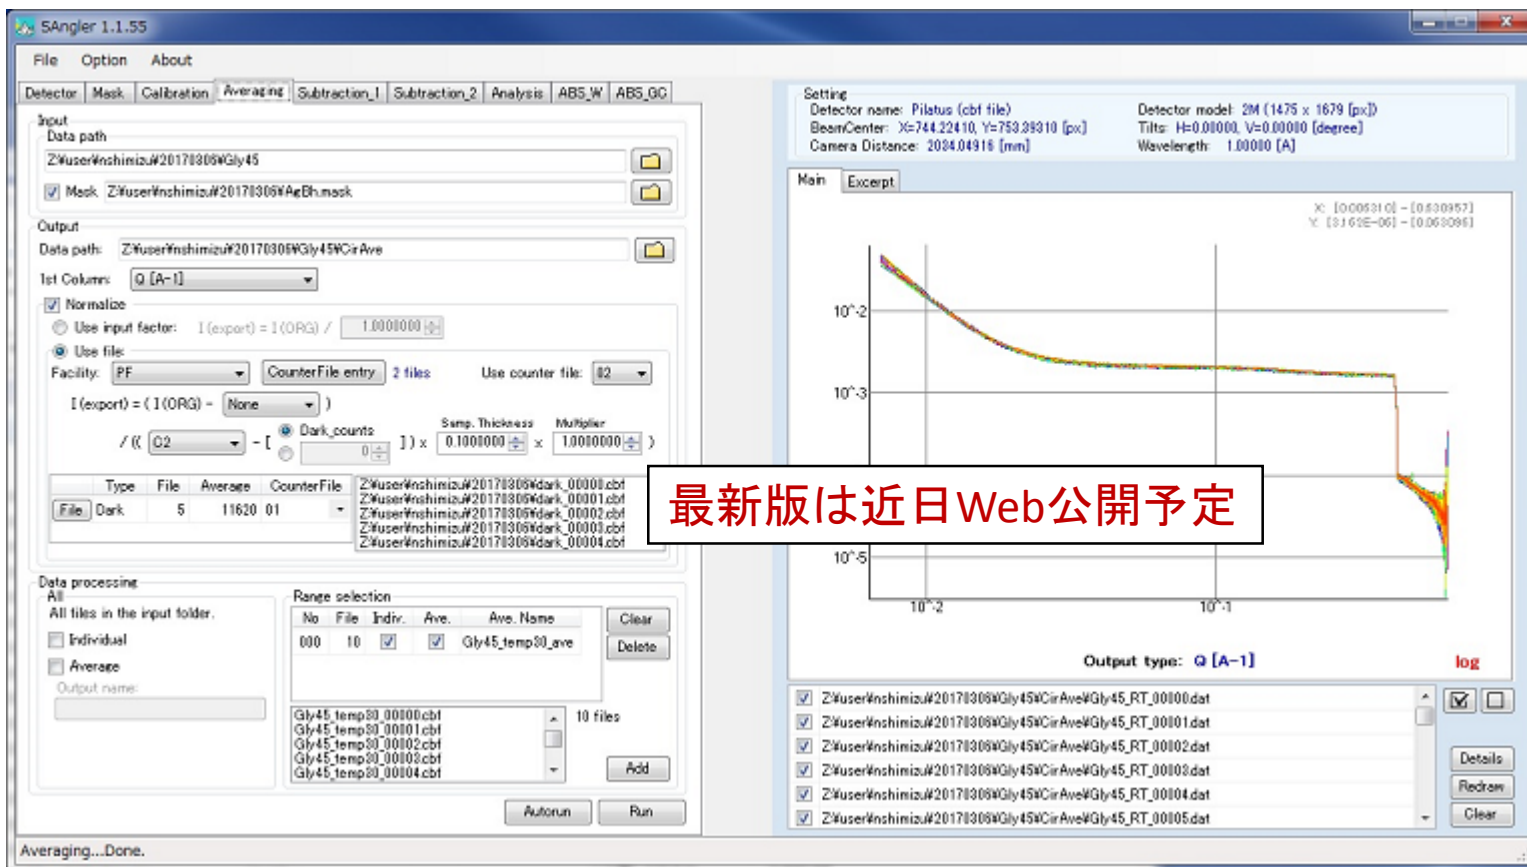 SAngler 1.1.55
File Option About
Detector Mask Calibration Averaging Subtraction_1 Subtraction_2 Analysis ABS_W ABS_GC
Input
Data path
Z:¥user¥nshimizu¥20170306¥Gly45
Mask Z:¥user¥nshimizu¥20170306¥AgBh.mask
Output
Data path: Z:¥user¥nshimizu¥20170306¥Gly45¥CirAve
1st Column: Q [A-1]
Normalize
Use input factor: I (export) = I (ORG) / 1.0000000
Use file:
Facility: PF CounterFile entry 2 files Use counter file: 02
I (export) = ( I (ORG) - None )
Samp. Thickness Multiplier
/ (( C2 - [ Dark_counts ] ) x 0.1000000 x 1.0000000 )
0
Type File Average CounterFile
File Dark 5 11620 01
Z:¥user¥nshimizu¥20170306¥dark_00000.cbf
Z:¥user¥nshimizu¥20170306¥dark_00001.cbf
Z:¥user¥nshimizu¥20170306¥dark_00002.cbf
Z:¥user¥nshimizu¥20170306¥dark_00003.cbf
Z:¥user¥nshimizu¥20170306¥dark_00004.cbf
Data processing
All
All files in the input folder.
Individual
Average
Output name:
Range selection
No File Indiv. Ave. Ave. Name
000 10 Gly45_temp30_ave
Clear
Delete
Gly45_temp30_00000.cbf
Gly45_temp30_00001.cbf
Gly45_temp30_00002.cbf
Gly45_temp30_00003.cbf
Gly45_temp30_00004.cbf
10 files
Add
Autorun Run
Averaging...Done.
Setting
Detector name: Pilatus (cbf file) Detector model: 2M (1475 x 1679 [px])
BeamCenter: X=744.22410, Y=753.39310 [px] Tilts: H=0.00000, V=0.00000 [degree]
Camera Distance: 2034.04916 [mm] Wavelength: 1.00000 [A]
Main Excerpt
X: [0.005310] - [0.630957]
Y: [3.162E-06] - [0.063096]
10^-2
10^-3
最新版は近日Web公開予定
10^-5
10^-2 10^-1
Output type: Q [A-1] log
Z:¥user¥nshimizu¥20170306¥Gly45¥CirAve¥Gly45_RT_00000.dat
Z:¥user¥nshimizu¥20170306¥Gly45¥CirAve¥Gly45_RT_00001.dat
Z:¥user¥nshimizu¥20170306¥Gly45¥CirAve¥Gly45_RT_00002.dat
Z:¥user¥nshimizu¥20170306¥Gly45¥CirAve¥Gly45_RT_00003.dat
Z:¥user¥nshimizu¥20170306¥Gly45¥CirAve¥Gly45_RT_00004.dat
Z:¥user¥nshimizu¥20170306¥Gly45¥CirAve¥Gly45_RT_00005.dat
Details
Redraw
Clear